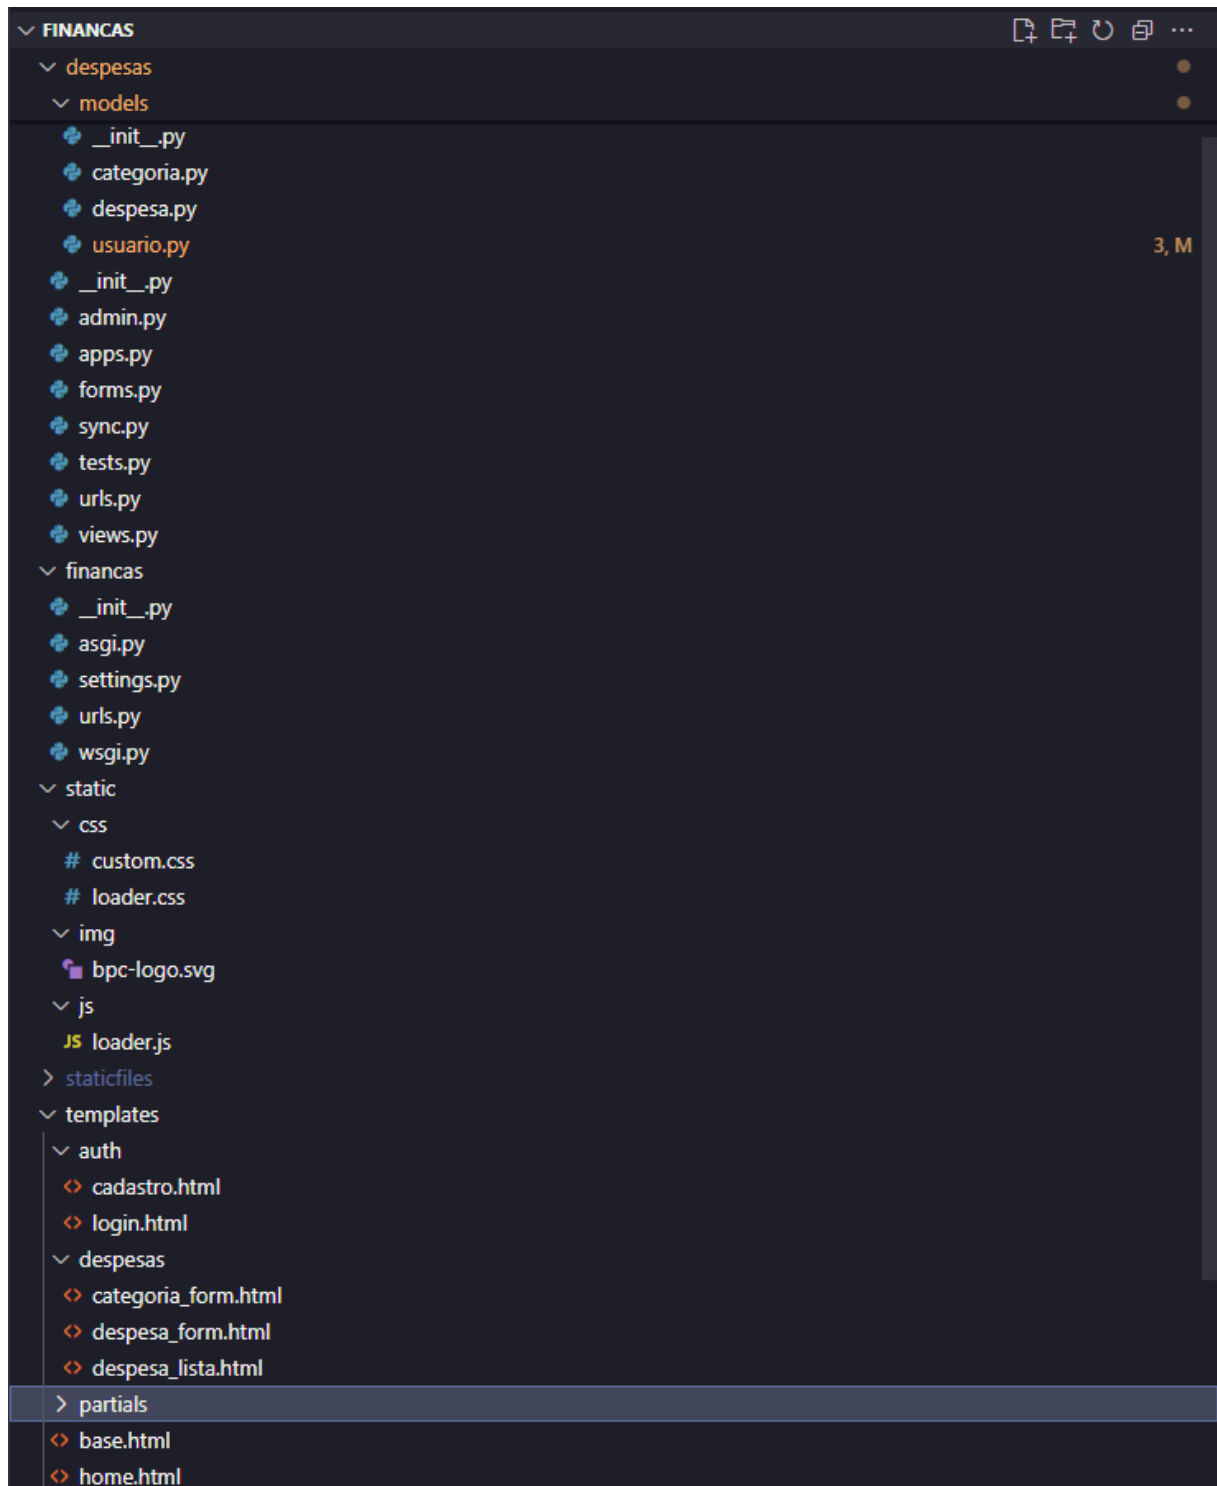 FINANCAS
despesas
models
__init__.py
categoria.py
despesa.py
usuario.py 3, M
__init__.py
admin.py
apps.py
forms.py
sync.py
tests.py
urls.py
views.py
financas
__init__.py
asgi.py
settings.py
urls.py
wsgi.py
static
css
# custom.css
# loader.css
img
bpc-logo.svg
js
JS loader.js
staticfiles
templates
auth
<> cadastro.html
<> login.html
despesas
<> categoria_form.html
<> despesa_form.html
<> despesa_lista.html
partials
<> base.html
<> home.html